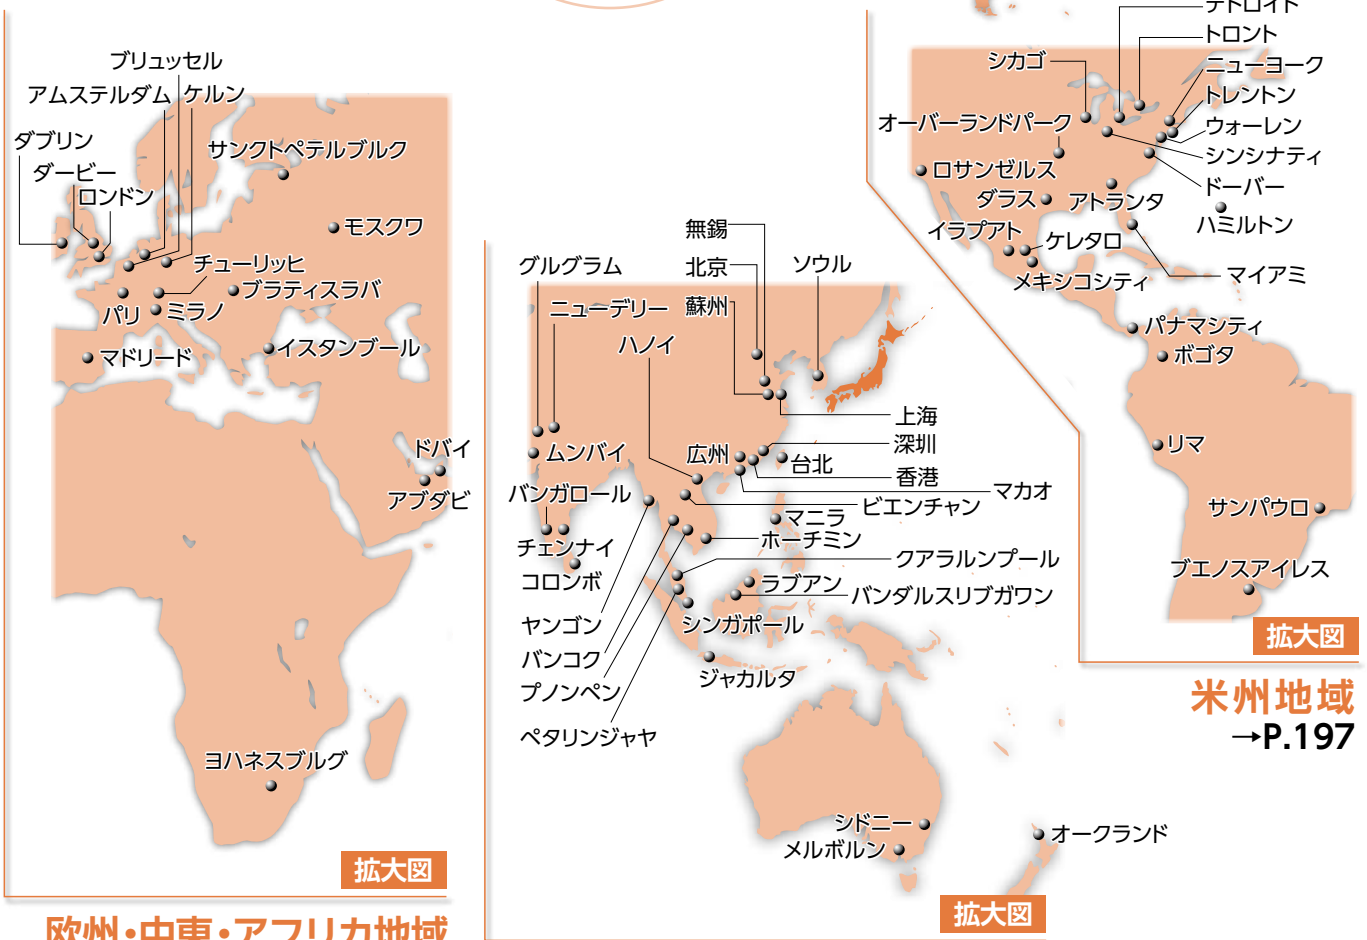 ブリュッセル
アムステルダム
ケルン
ダブリン
ダービー
ロンドン
サンクトペテルブルク
モスクワ
チューリッヒ
ブラティスラバ
パリ
ミラノ
イスタンブール
マドリード
ドバイ
アブダビ
ヨハネスブルグ
拡大図
欧州・中東・アフリカ地域
無錫
北京
ソウル
グルグラム
ニューデリー
蘇州
ハノイ
上海
深圳
ムンバイ
広州
台北
香港
マカオ
バンガロール
ビエンチャン
マニラ
ホーチミン
チェンナイ
コロンボ
クアラルンプール
ラブアン
バンダルスリブガワン
ヤンゴン
シンガポール
バンコク
ジャカルタ
プノンペン
ペタリンジャヤ
シドニー
メルボルン
オークランド
拡大図
デトロイト
トロント
シカゴ
ニューヨーク
トレントン
オーバーランドパーク
ウォーレン
シンシナティ
ロサンゼルス
ドーバー
ダラス
アトランタ
ハミルトン
イラプアト
ケレタロ
メキシコシティ
マイアミ
パナマシティ
ボゴタ
リマ
サンパウロ
ブエノスアイレス
拡大図
米州地域
→P.197